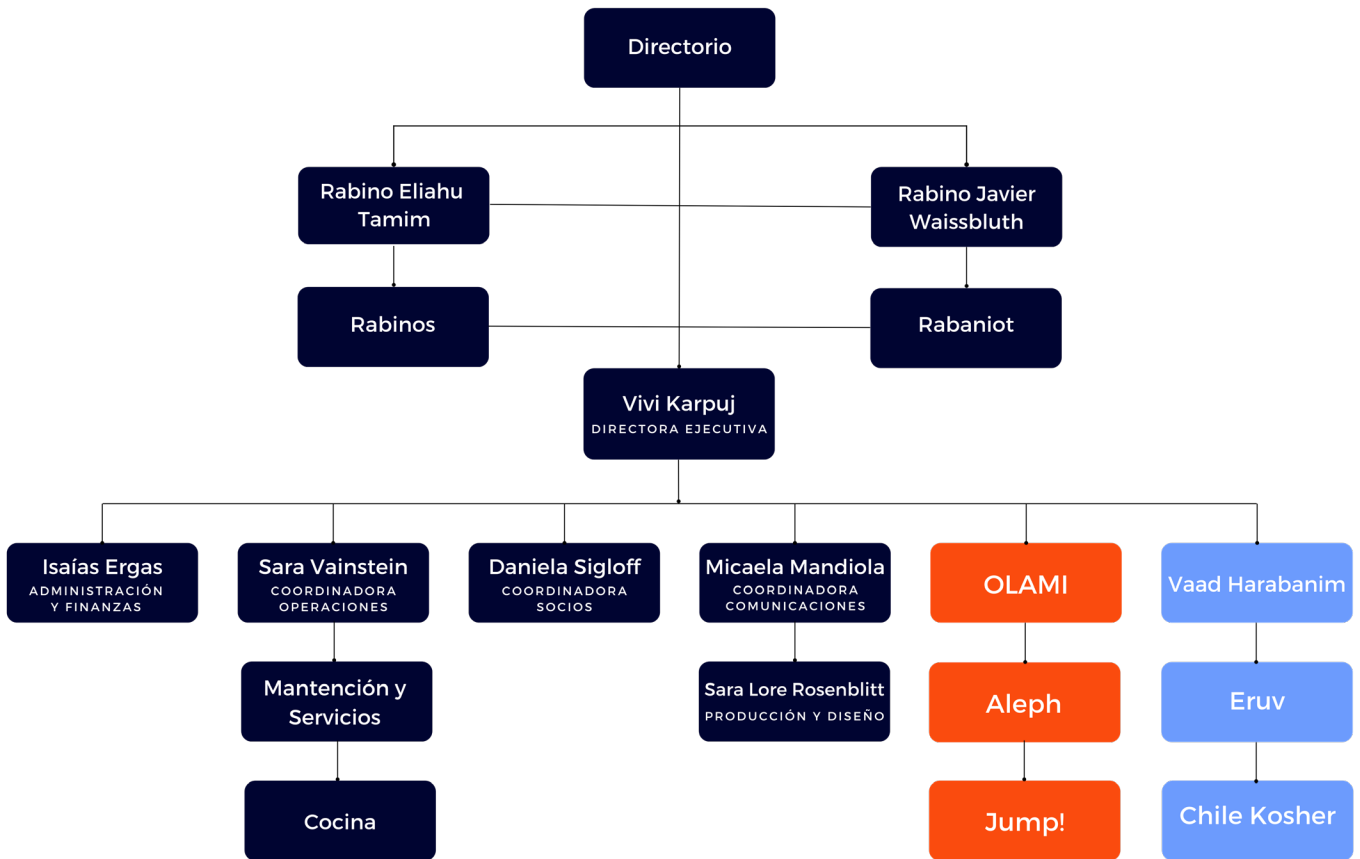 Directorio
Rabino Eliahu
Tamim
Rabino Javier
Waissbluth
Rabinos
Rabaniot
Vivi Karpuj
DIRECTORA EJECUTIVA
Isaías Ergas
ADMINISTRACIÓN
Y FINANZAS
Sara Vainstein
COORDINADORA
OPERACIONES
Daniela Sigloff
COORDINADORA
SOCIOS
Micaela Mandiola
COORDINADORA
COMUNICACIONES
OLAMI
Vaad Harabanim
Mantención y
Servicios
Sara Lore Rosenblitt
PRODUCCIÓN Y DISEÑO
Aleph
Eruv
Cocina
Jump!
Chile Kosher